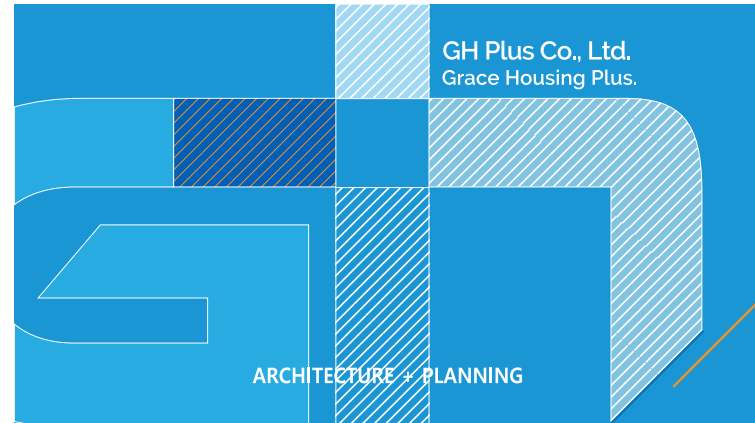 GH Plus Co., Ltd.
Grace Housing Plus.
ARCHITECTURE + PLANNING